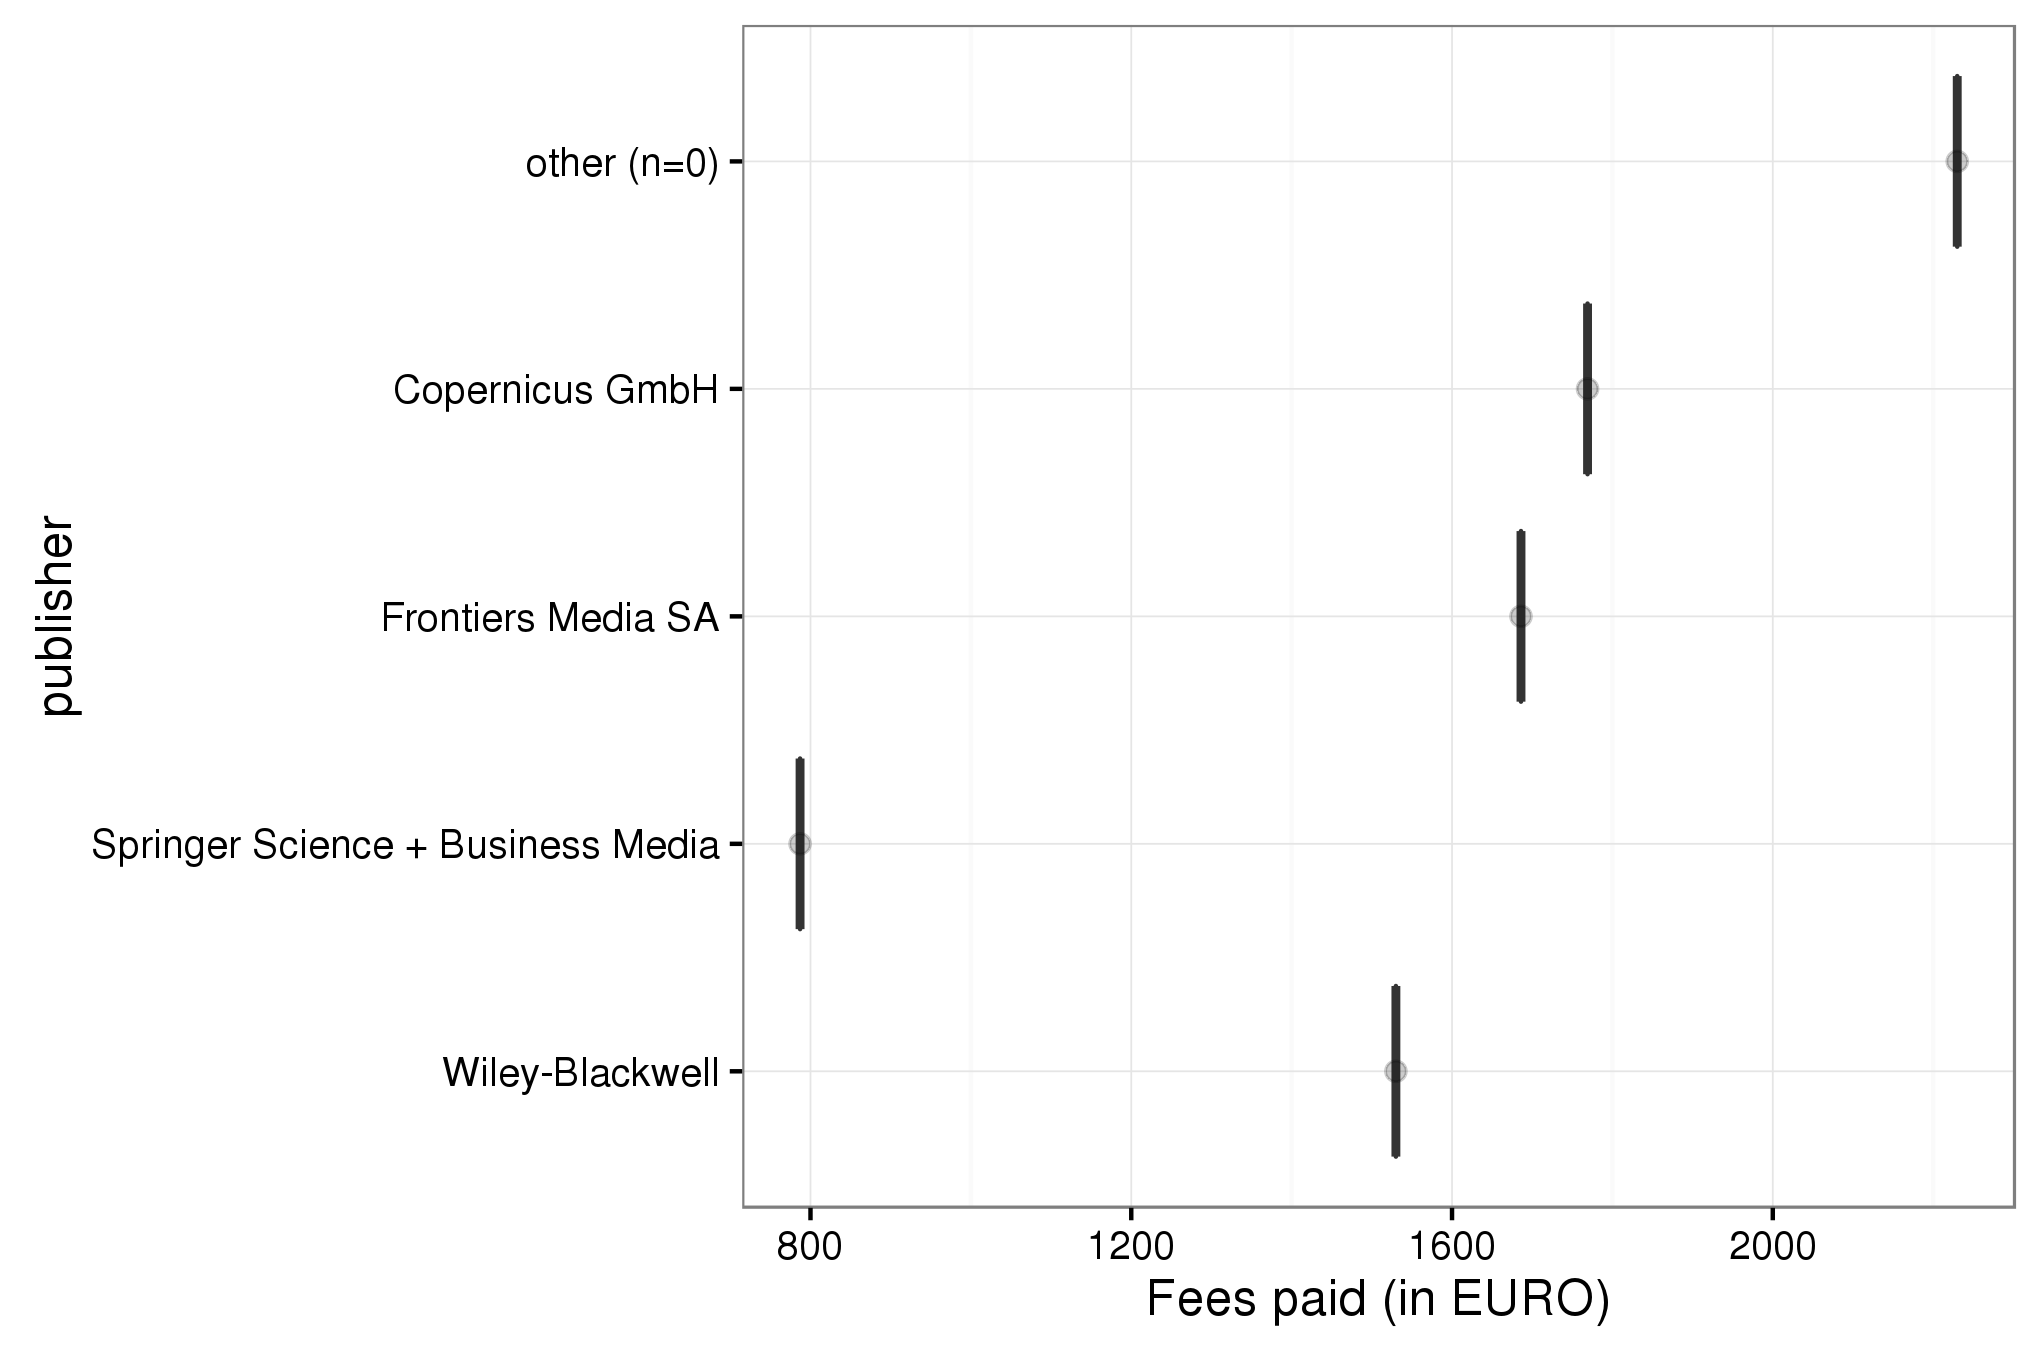 other (n=0)
Copernicus GmbH
Frontiers Media SA
Springer Science + Business Media
Wiley-Blackwell
publisher
800 1200 1600 2000
Fees paid (in EURO)